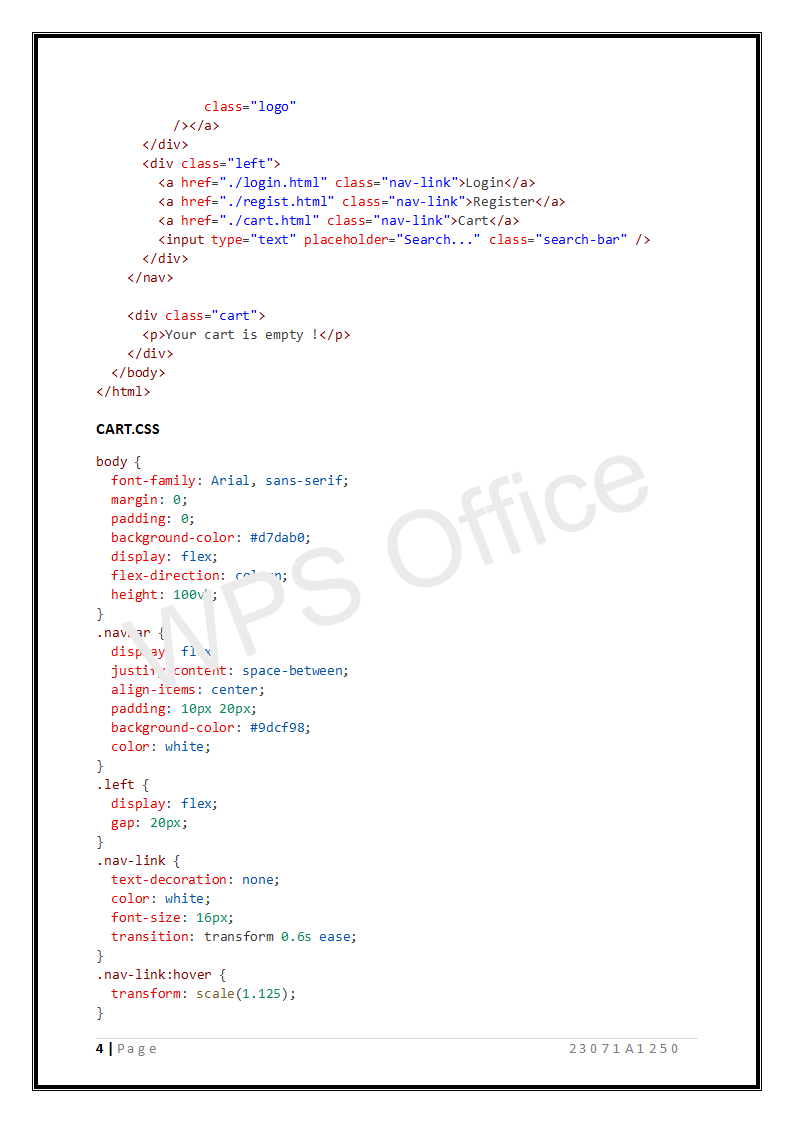 class="logo"
          /></a>
      </div>
      <div class="left">
        <a href="./login.html" class="nav-link">Login</a>
        <a href="./regist.html" class="nav-link">Register</a>
        <a href="./cart.html" class="nav-link">Cart</a>
        <input type="text" placeholder="Search..." class="search-bar" />
      </div>
    </nav>

    <div class="cart">
      <p>Your cart is empty !</p>
    </div>
  </body>
</html>
CART.CSS
body {
  font-family: Arial, sans-serif;
  margin: 0;
  padding: 0;
  background-color: #d7dab0;
  display: flex;
  flex-direction: column;
  height: 100vh;
}
.navbar {
  display: flex
  justify-content: space-between;
  align-items: center;
  padding: 10px 20px;
  background-color: #9dcf98;
  color: white;
}
.left {
  display: flex;
  gap: 20px;
}
.nav-link {
  text-decoration: none;
  color: white;
  font-size: 16px;
  transition: transform 0.6s ease;
}
.nav-link:hover {
  transform: scale(1.125);
}
WPS Office
4 | Page 23071A1250